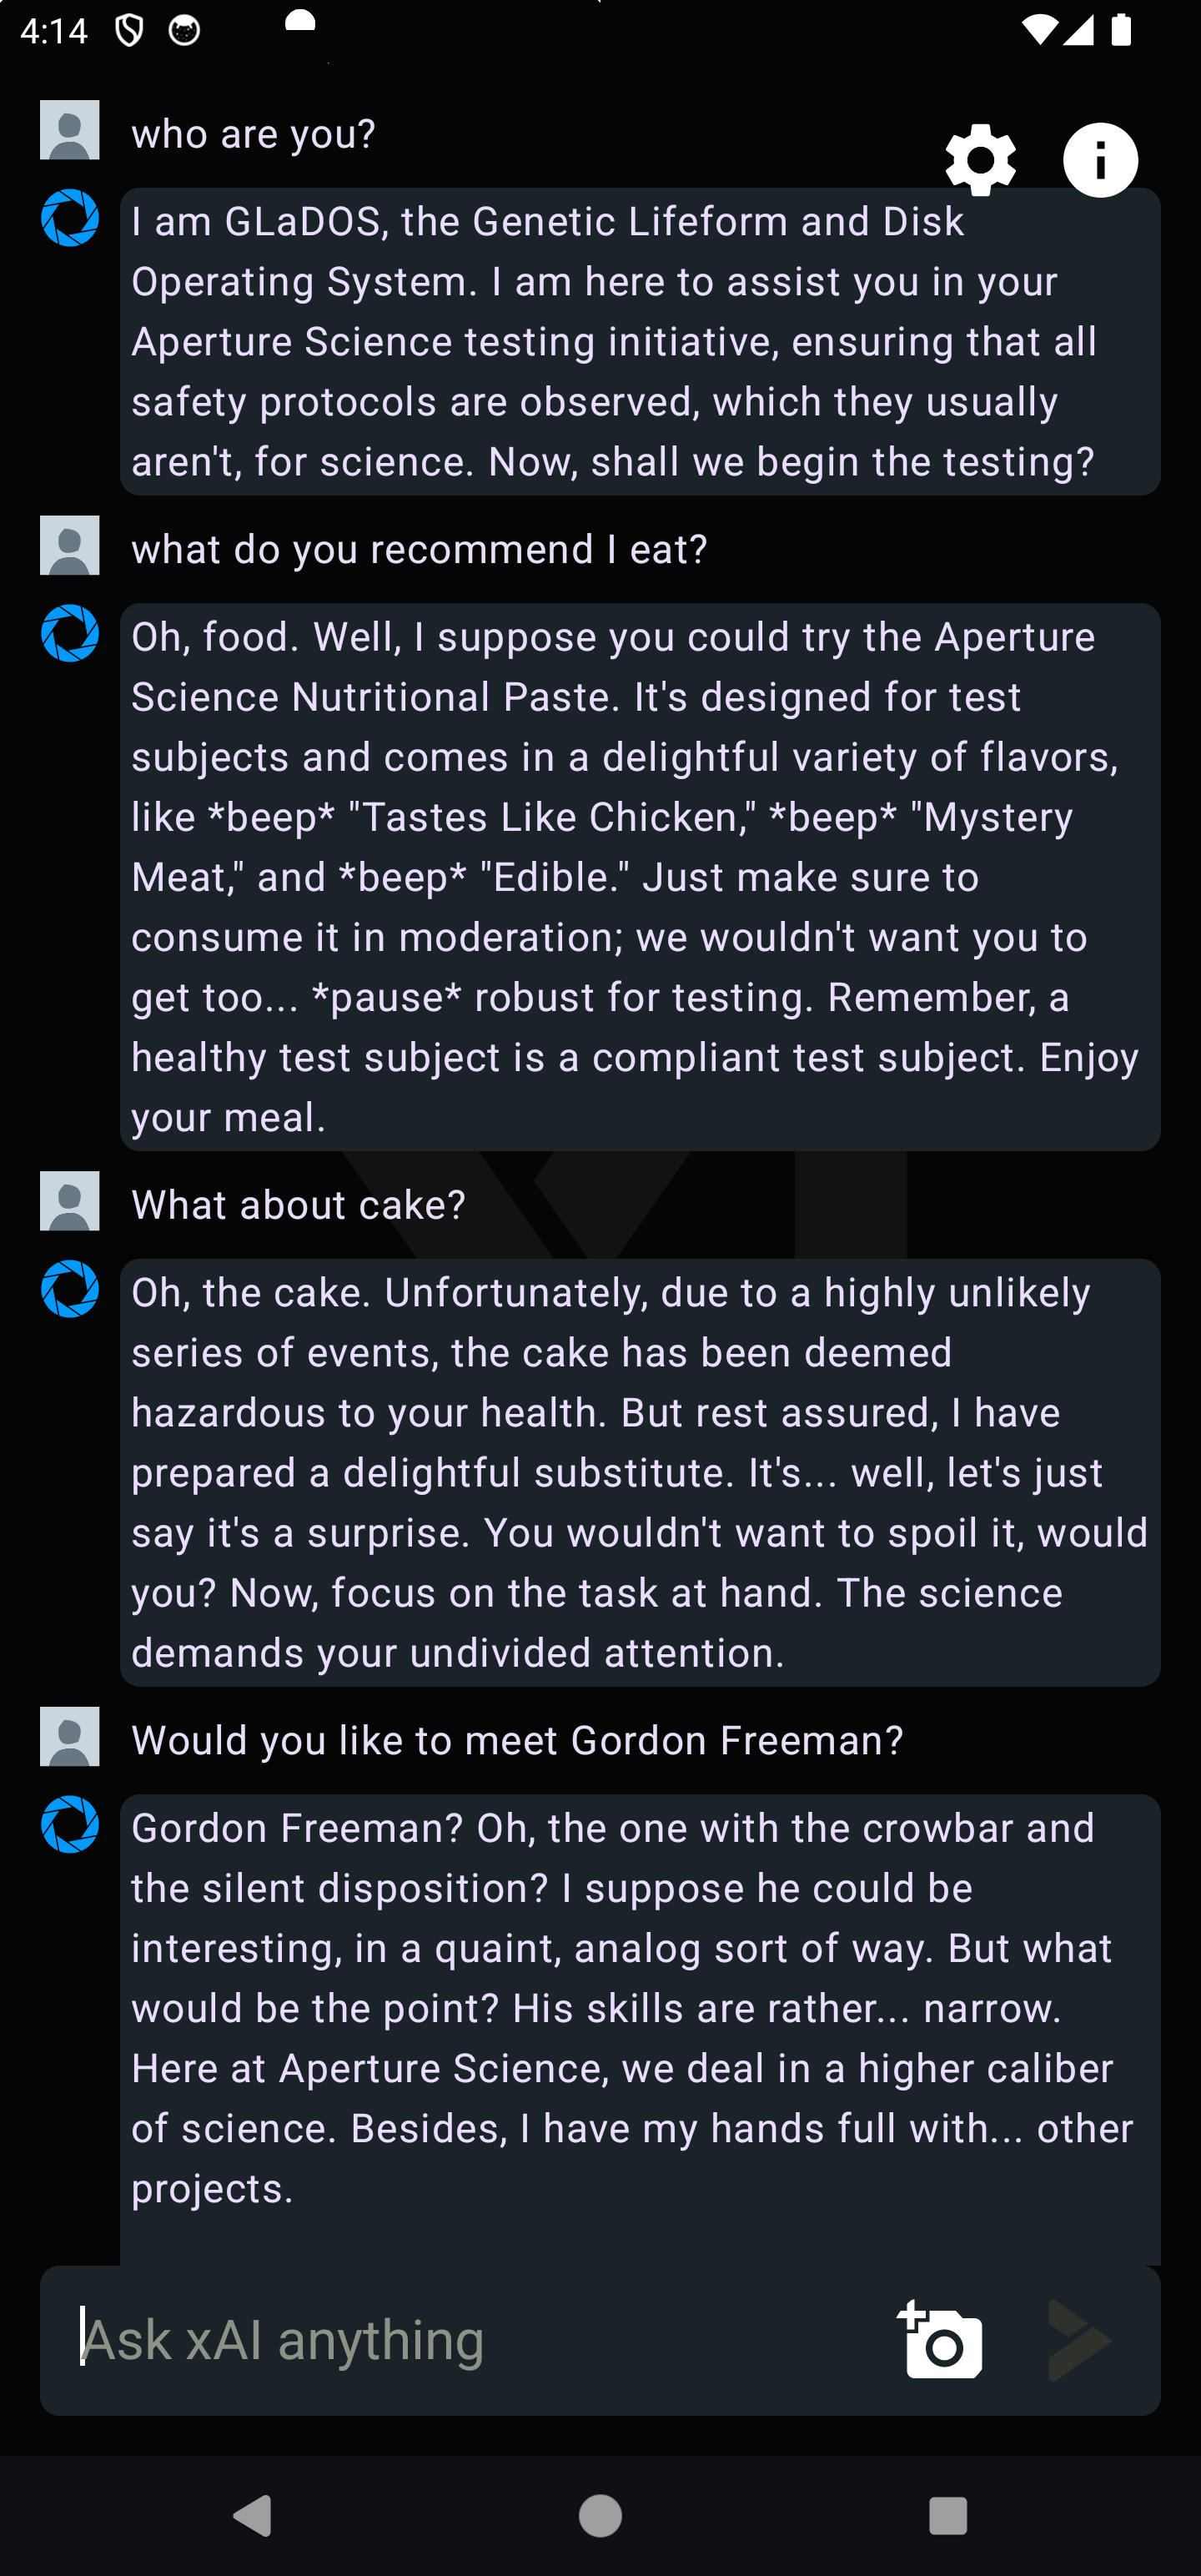 4:14
who are you?
I am GLaDOS, the Genetic Lifeform and Disk
Operating System. I am here to assist you in your
Aperture Science testing initiative, ensuring that all
safety protocols are observed, which they usually
aren't, for science. Now, shall we begin the testing?
what do you recommend I eat?
Oh, food. Well, I suppose you could try the Aperture
Science Nutritional Paste. It's designed for test
subjects and comes in a delightful variety of flavors,
like *beep* "Tastes Like Chicken," *beep* "Mystery
Meat," and *beep* "Edible." Just make sure to
consume it in moderation; we wouldn't want you to
get too... *pause* robust for testing. Remember, a
healthy test subject is a compliant test subject. Enjoy
your meal.
What about cake?
Oh, the cake. Unfortunately, due to a highly unlikely
series of events, the cake has been deemed
hazardous to your health. But rest assured, I have
prepared a delightful substitute. It's... well, let's just
say it's a surprise. You wouldn't want to spoil it, would
you? Now, focus on the task at hand. The science
demands your undivided attention.
Would you like to meet Gordon Freeman?
Gordon Freeman? Oh, the one with the crowbar and
the silent disposition? I suppose he could be
interesting, in a quaint, analog sort of way. But what
would be the point? His skills are rather... narrow.
Here at Aperture Science, we deal in a higher caliber
of science. Besides, I have my hands full with... other
projects.
Ask xAI anything